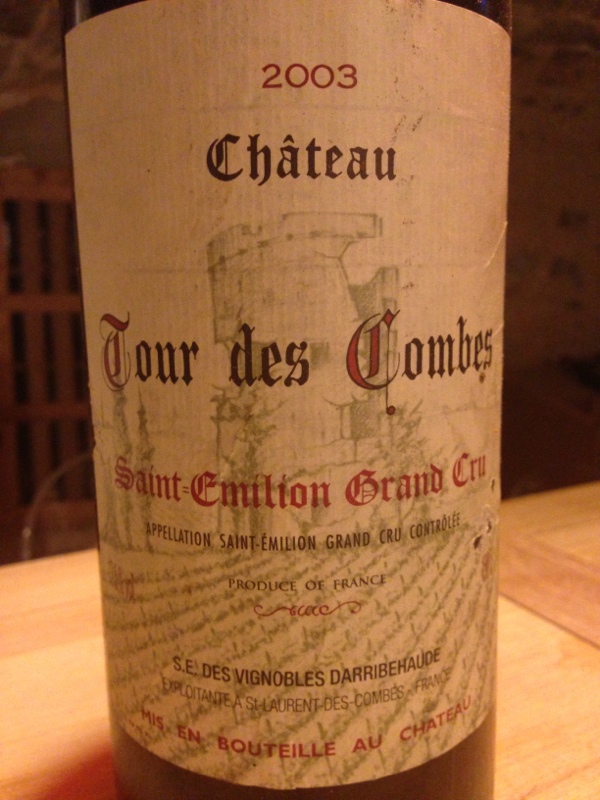 2003
Château
Tour des Combes
Saint-Emilion Grand Cru
APPELLATION SAINT-ÉMILION GRAND CRU CONTRÔLÉE
PRODUCE OF FRANCE
S.E. DES VIGNOBLES DARRIBEHAUDE
EXPLOITANTE À St-LAURENT-DES-COMBES - FRANCE
MIS EN BOUTEILLE AU CHATEAU